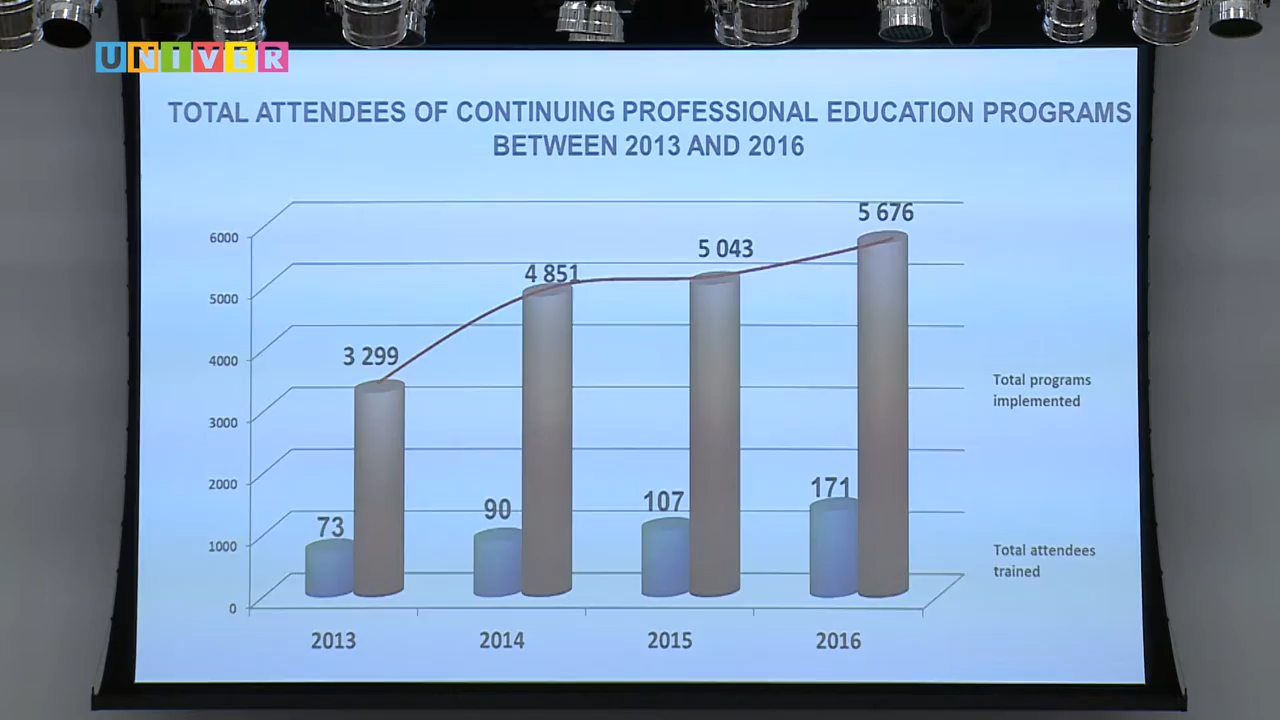 UNIVER
TOTAL ATTENDEES OF CONTINUING PROFESSIONAL EDUCATION PROGRAMS
BETWEEN 2013 AND 2016
5 676
6000
5 043
4 851
5000
4000
3 299
Total programs
implemented
3000
2000
171
107
90
73
1000
Total attendees
trained
0
2013 2014 2015 2016